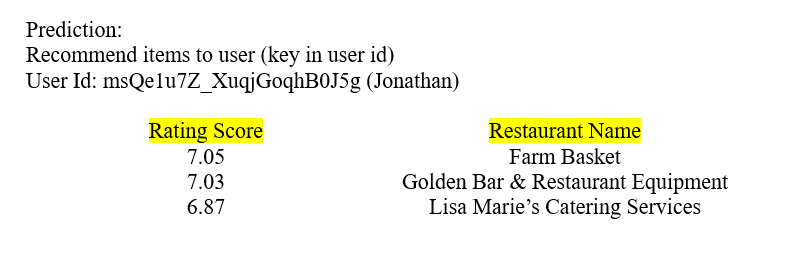 Prediction:
Recommend items to user (key in user id)
User Id: msQe1u7Z_XuqjGoqhB0J5g (Jonathan)
Rating Score Restaurant Name
7.05 Farm Basket
7.03 Golden Bar & Restaurant Equipment
6.87 Lisa Marie’s Catering Services